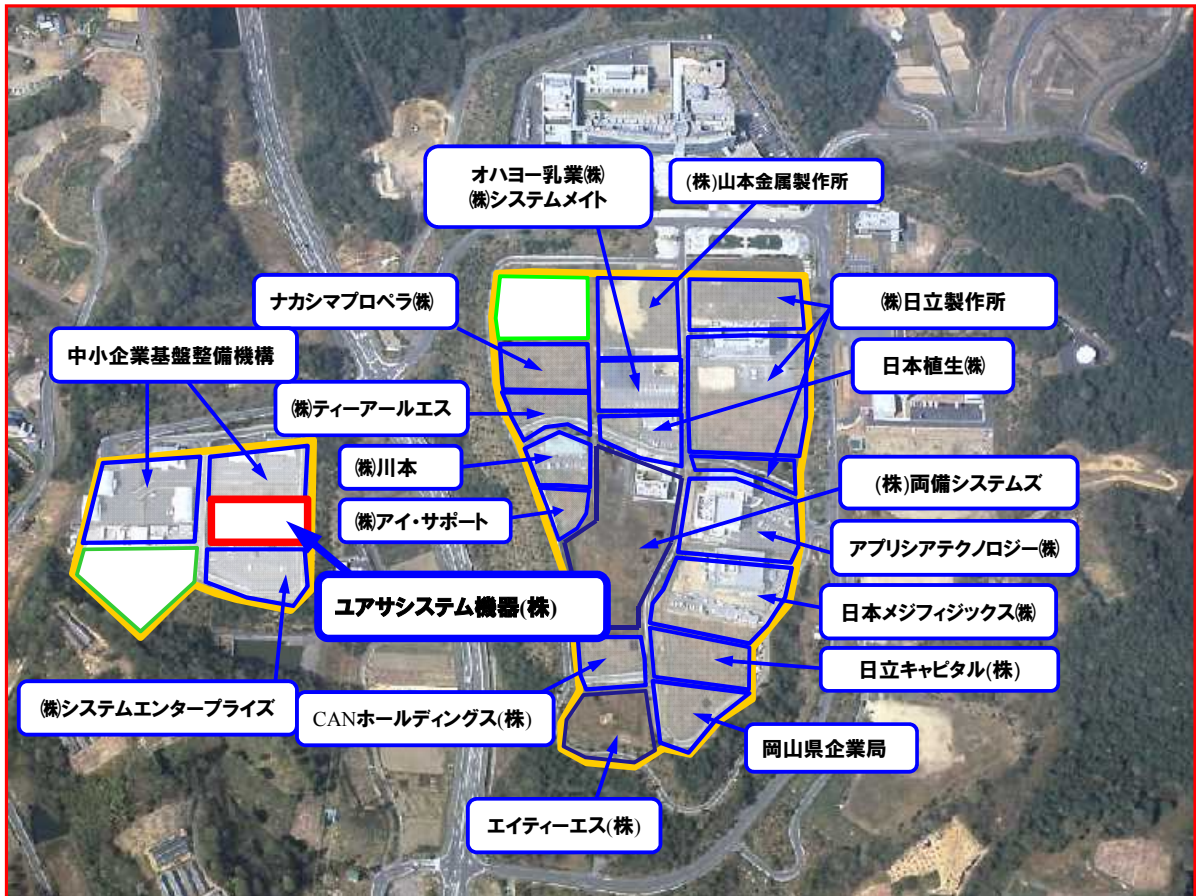 オハヨー乳業㈱
㈱システムメイト
(株)山本金属製作所
ナカシマプロペラ㈱
㈱日立製作所
中小企業基盤整備機構
日本植生㈱
㈱ティーアールエス
㈱川本
(株)両備システムズ
㈱アイ・サポート
アプリシアテクノロジー㈱
ユアサシステム機器(株)
日本メジフィジックス㈱
日立キャピタル(株)
㈱システムエンタープライズ
CANホールディングス(株)
岡山県企業局
エイティーエス(株)